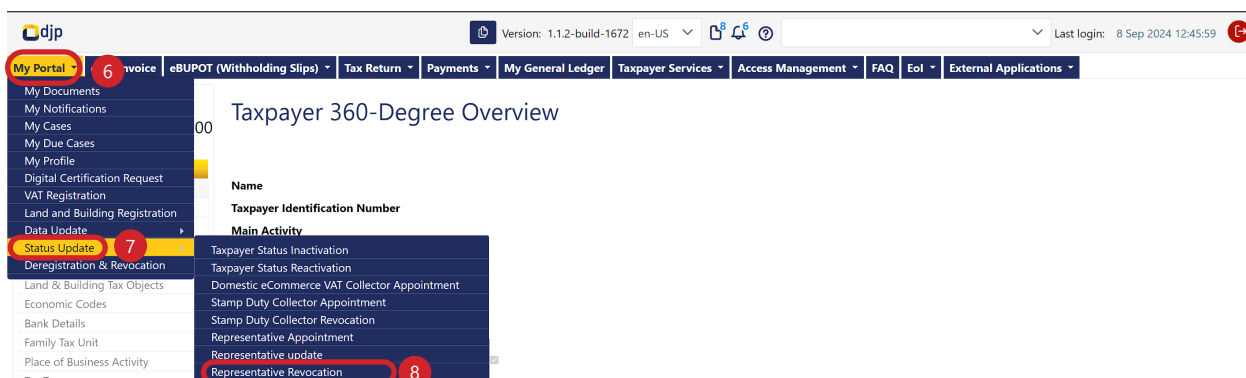 djp
Version: 1.1.2-build-1672 en-US 8 6 Last login: 8 Sep 2024 12:45:59
My Portal 6 nvoice eBUPOT (Withholding Slips) Tax Return Payments My General Ledger Taxpayer Services Access Management FAQ EoI External Applications
My Documents
My Notifications
My Cases
My Due Cases
My Profile
Digital Certification Request
VAT Registration
Land and Building Registration
Data Update
Status Update 7
Deregistration & Revocation
Land & Building Tax Objects
Economic Codes
Bank Details
Family Tax Unit
Place of Business Activity
00
Taxpayer 360-Degree Overview
Name
Taxpayer Identification Number
Main Activity
Taxpayer Status Inactivation
Taxpayer Status Reactivation
Domestic eCommerce VAT Collector Appointment
Stamp Duty Collector Appointment
Stamp Duty Collector Revocation
Representative Appointment
Representative update
Representative Revocation 8